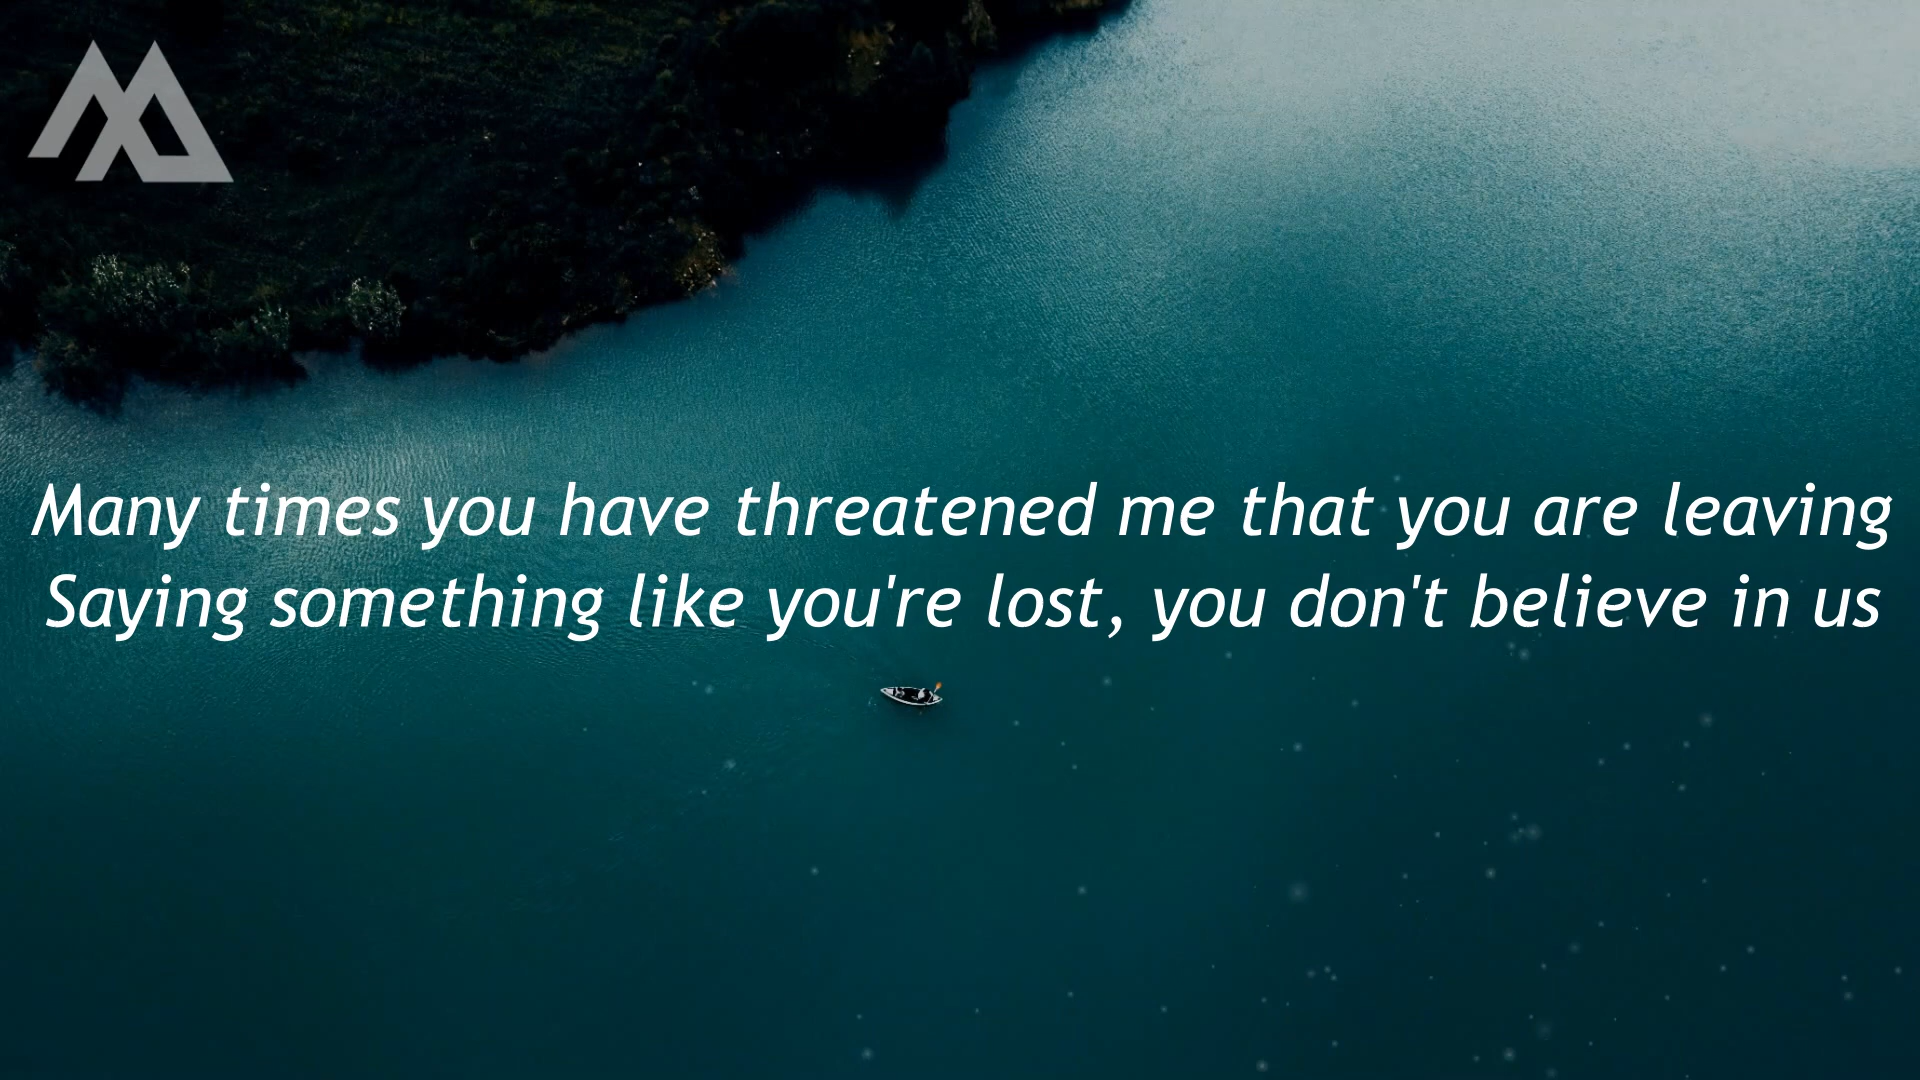 Many times you have threatened me that you are leaving
Saying something like you're lost, you don't believe in us